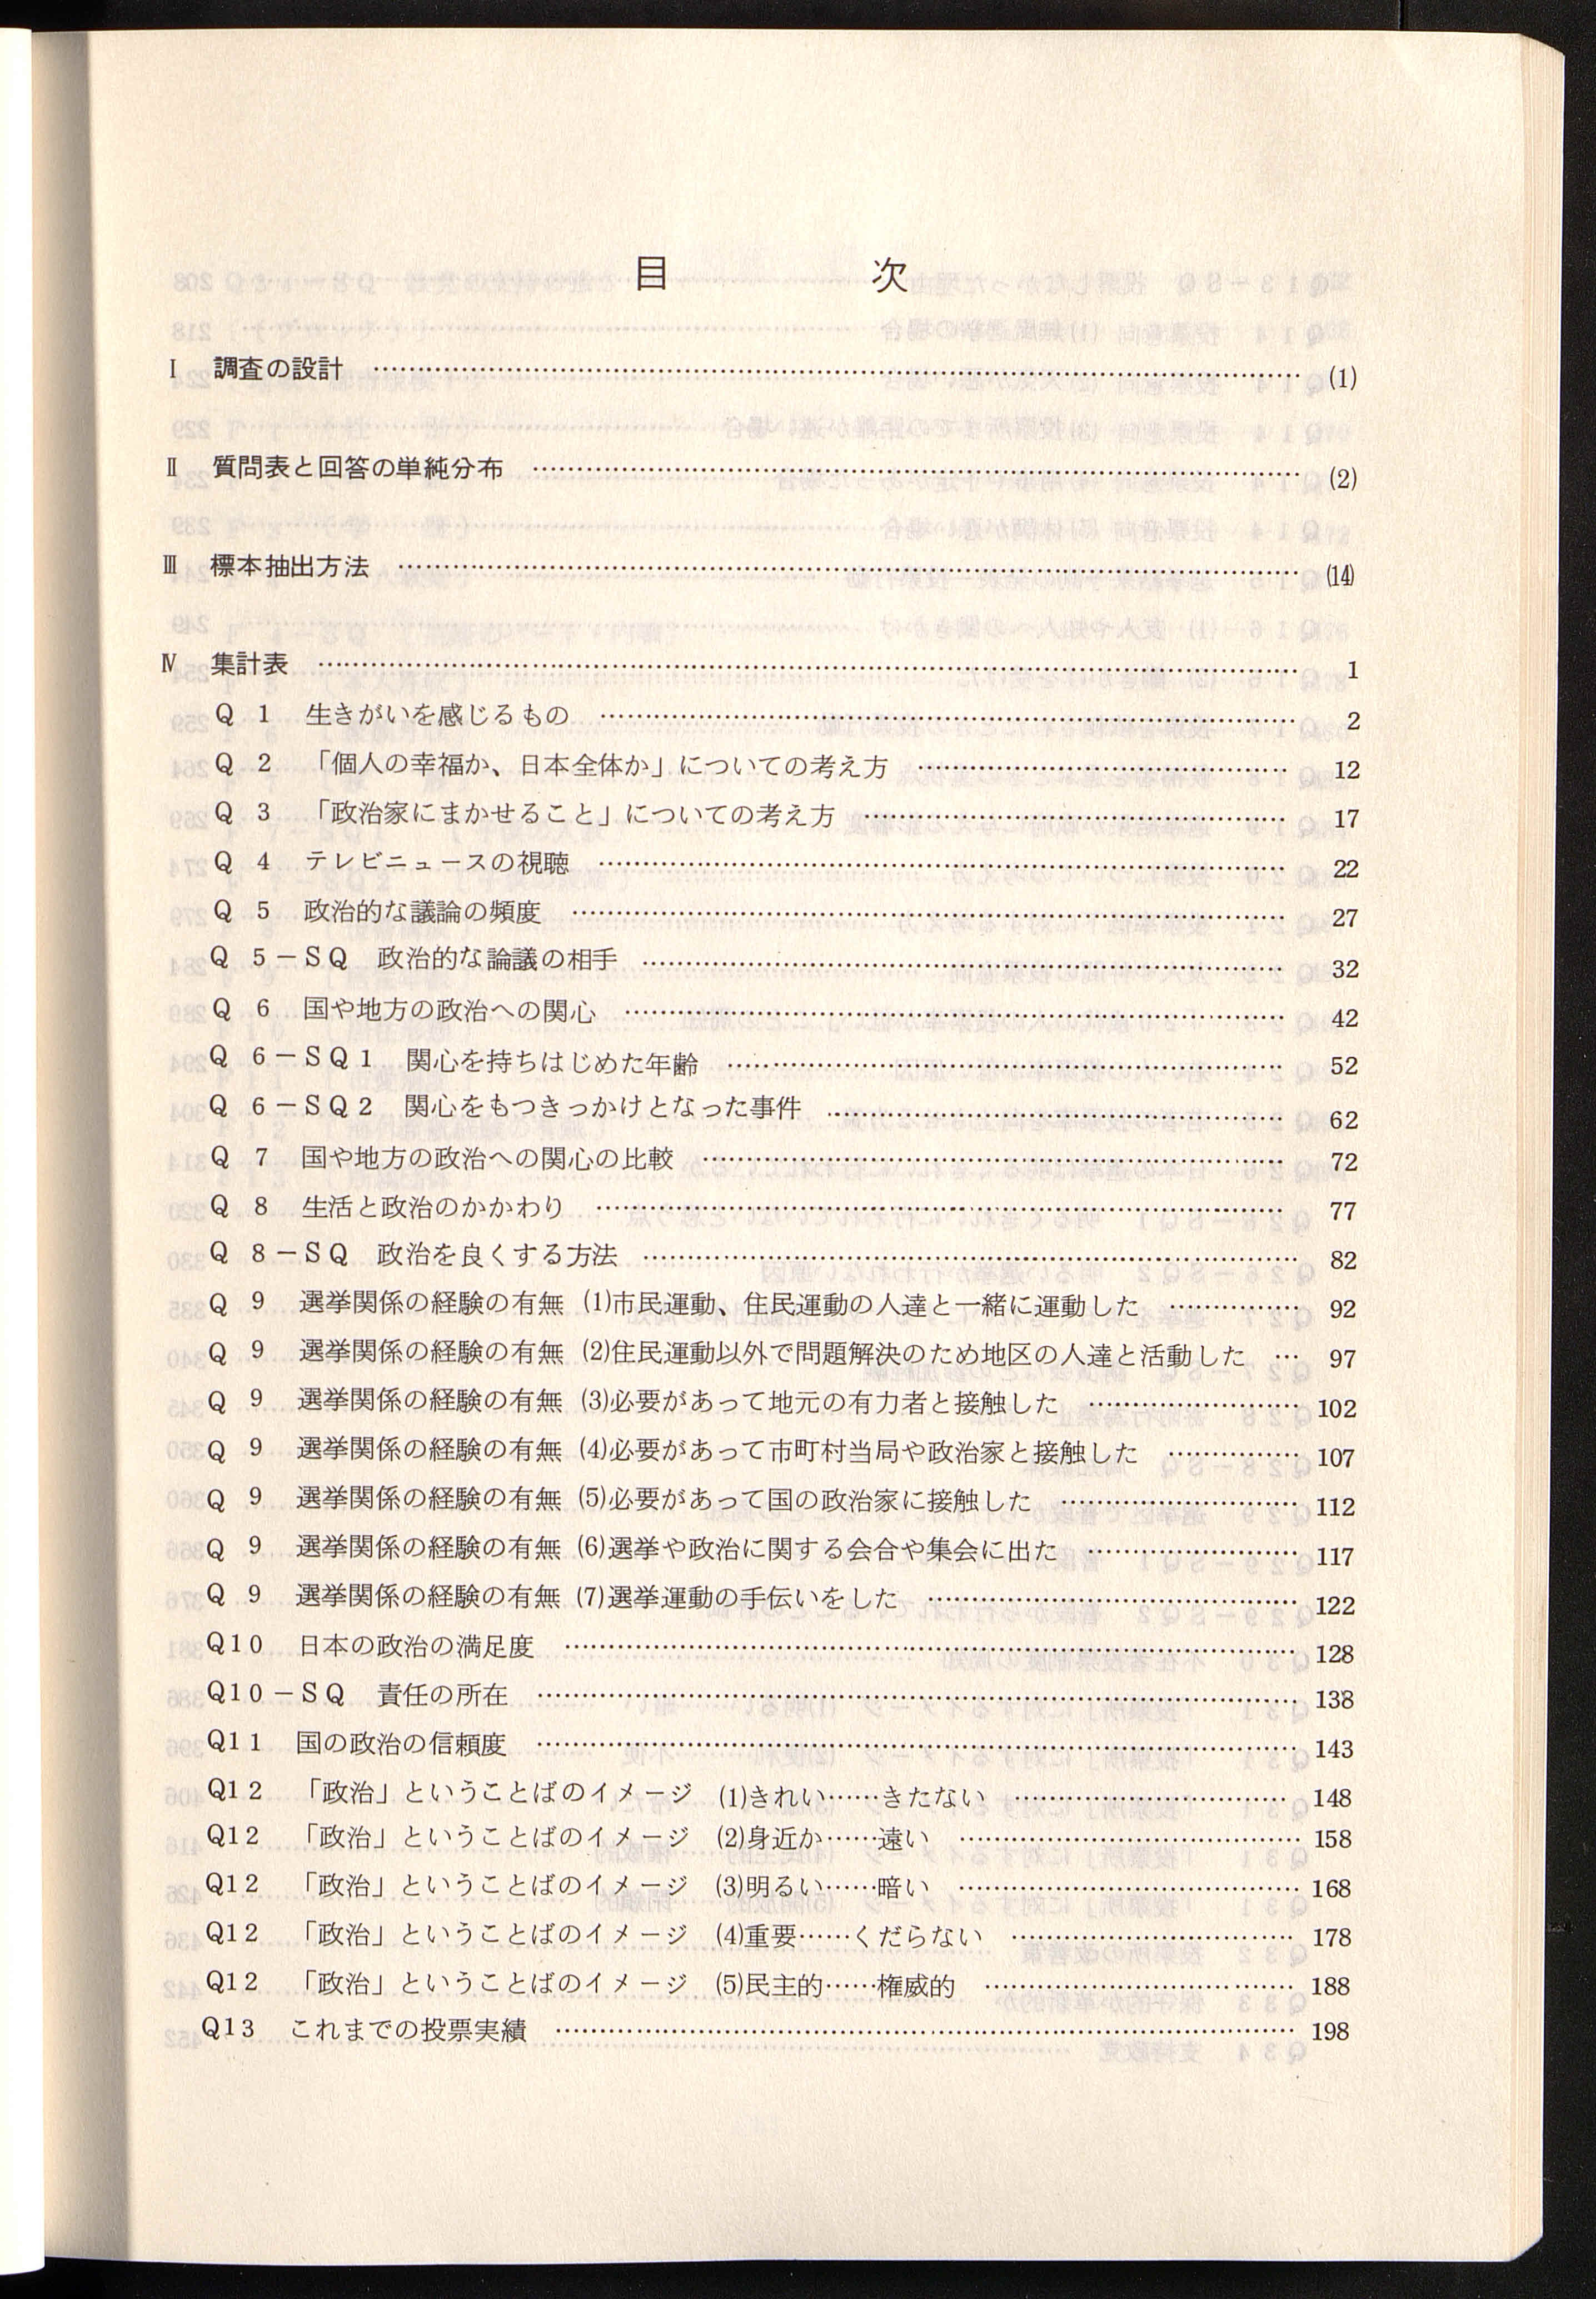 目　次
Ⅰ　調査の設計 ………… (1)
Ⅱ　質問表と回答の単純分布 ………… (2)
Ⅲ　標本抽出方法 ………… (14)
Ⅳ　集計表 ………… 1
Q 1　生きがいを感じるもの ………… 2
Q 2　「個人の幸福か、日本全体か」についての考え方 ………… 12
Q 3　「政治家にまかせること」についての考え方 ………… 17
Q 4　テレビニュースの視聴 ………… 22
Q 5　政治的な議論の頻度 ………… 27
Q 5－SQ　政治的な論議の相手 ………… 32
Q 6　国や地方の政治への関心 ………… 42
Q 6－SQ1　関心を持ちはじめた年齢 ………… 52
Q 6－SQ2　関心をもつきっかけとなった事件 ………… 62
Q 7　国や地方の政治への関心の比較 ………… 72
Q 8　生活と政治のかかわり ………… 77
Q 8－SQ　政治を良くする方法 ………… 82
Q 9　選挙関係の経験の有無 (1)市民運動、住民運動の人達と一緒に運動した ………… 92
Q 9　選挙関係の経験の有無 (2)住民運動以外で問題解決のため地区の人達と活動した … 97
Q 9　選挙関係の経験の有無 (3)必要があって地元の有力者と接触した ………… 102
Q 9　選挙関係の経験の有無 (4)必要があって市町村当局や政治家と接触した ………… 107
Q 9　選挙関係の経験の有無 (5)必要があって国の政治家に接触した ………… 112
Q 9　選挙関係の経験の有無 (6)選挙や政治に関する会合や集会に出た ………… 117
Q 9　選挙関係の経験の有無 (7)選挙運動の手伝いをした ………… 122
Q10　日本の政治の満足度 ………… 128
Q10－SQ　責任の所在 ………… 138
Q11　国の政治の信頼度 ………… 143
Q12　「政治」ということばのイメージ　(1)きれい……きたない ………… 148
Q12　「政治」ということばのイメージ　(2)身近か……遠い ………… 158
Q12　「政治」ということばのイメージ　(3)明るい……暗い ………… 168
Q12　「政治」ということばのイメージ　(4)重要……くだらない ………… 178
Q12　「政治」ということばのイメージ　(5)民主的……権威的 ………… 188
Q13　これまでの投票実績 ………… 198